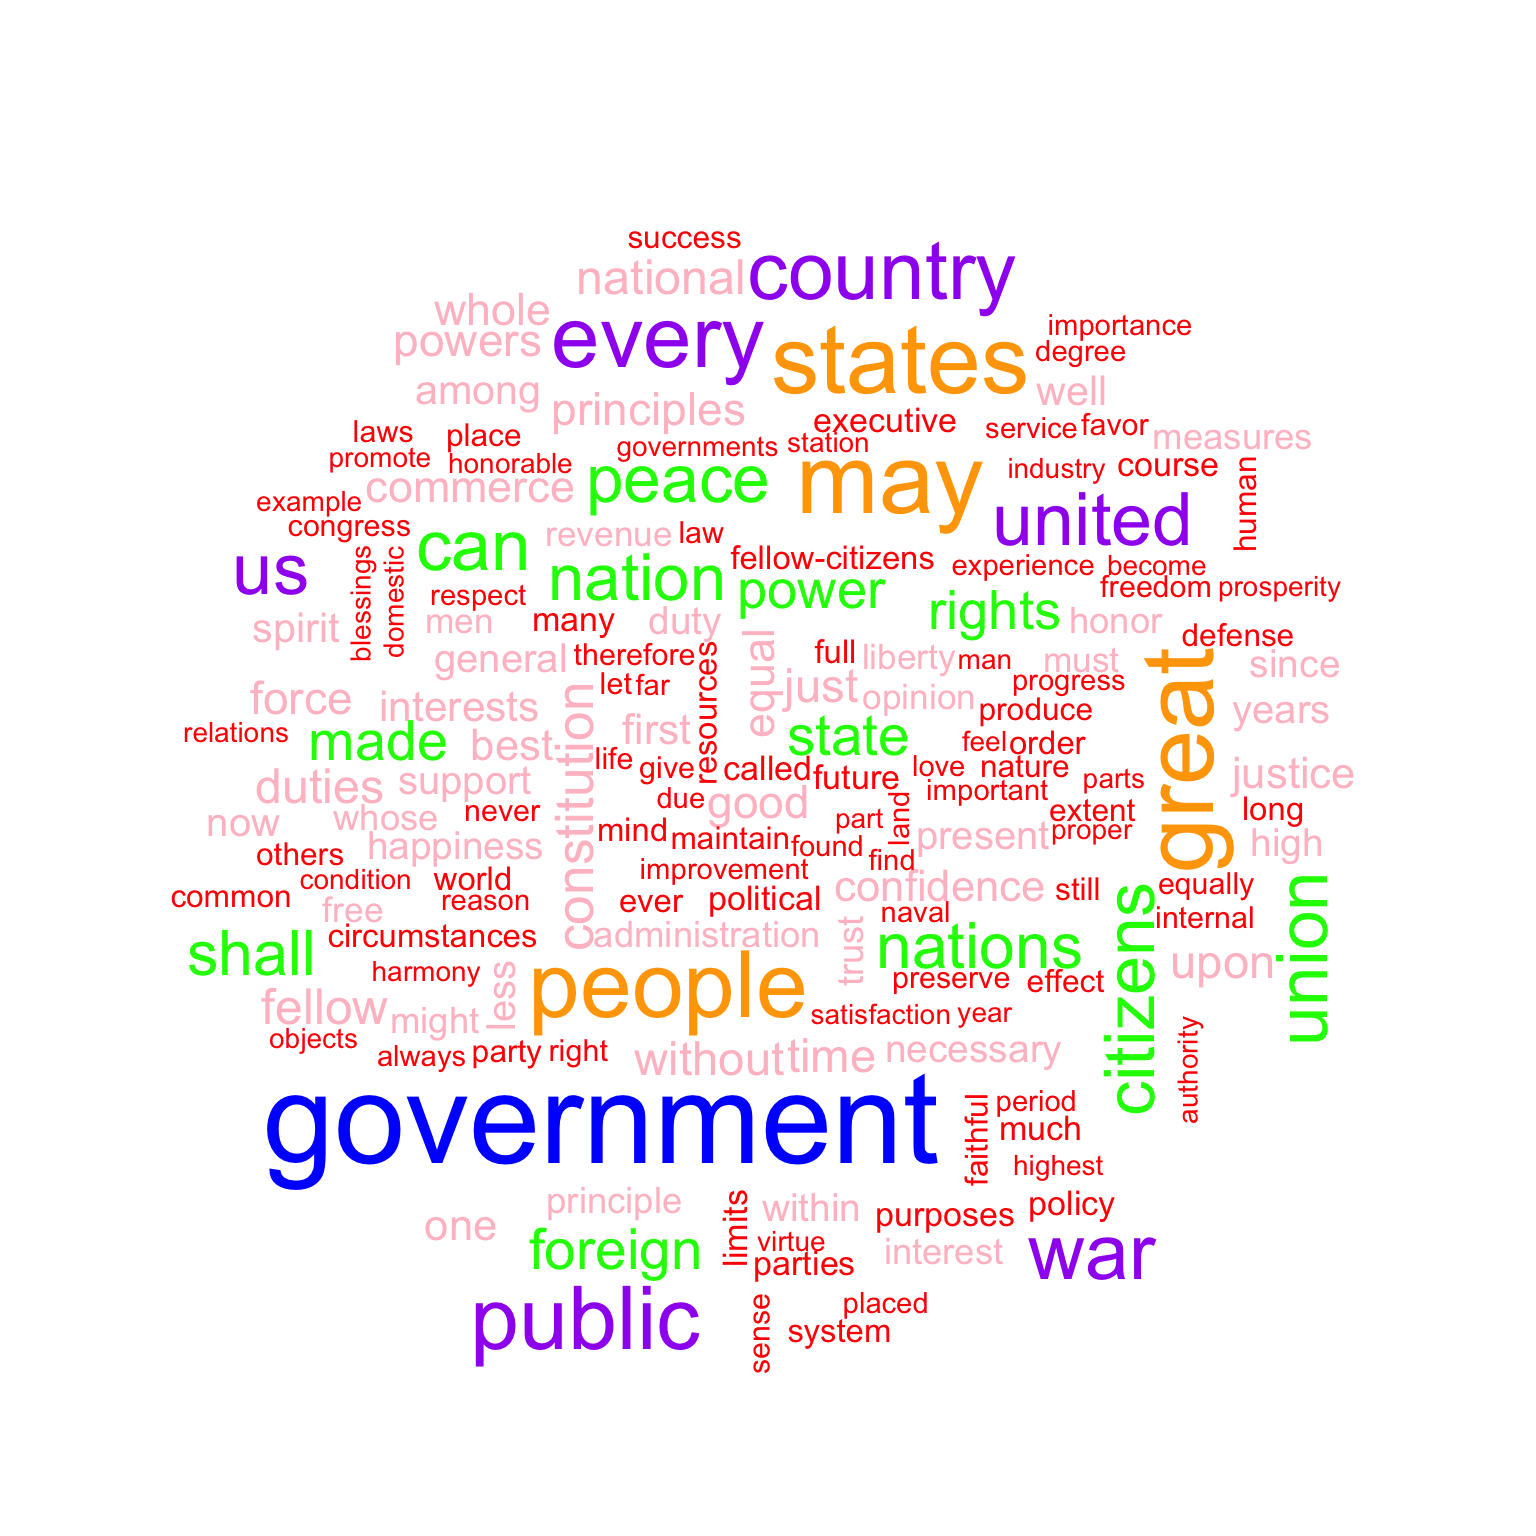 success
national
country
whole
powers
every
states
importance
degree
among
principles
well
executive
laws
place
governments
station
service
favor
measures
promote
honorable
peace
may
industry
course
human
commerce
example
congress
can
revenue
law
united
us
blessings
domestic
nation
fellow-citizens
power
experience
become
freedom
prosperity
respect
rights
honor
spirit
men
many
duty
equal
defense
general
therefore
full
liberty
man
must
great
since
let
far
resources
just
opinion
progress
force
interests
constitution
first
produce
years
relations
made
best
state
feel
order
life
give
called
future
love
nature
parts
justice
duties
support
due
good
important
extent
long
now
whose
never
mind
maintain
found
part
land
present
proper
high
others
happiness
improvement
find
common
condition
world
reason
ever
political
confidence
still
equally
free
naval
internal
circumstances
administration
trust
nations
citizens
union
shall
harmony
less
people
preserve
effect
upon
fellow
might
satisfaction
year
objects
always
party
right
without
time
necessary
authority
government
faithful
period
much
highest
principle
limits
within
purposes
policy
one
foreign
virtue
parties
interest
war
public
sense
placed
system